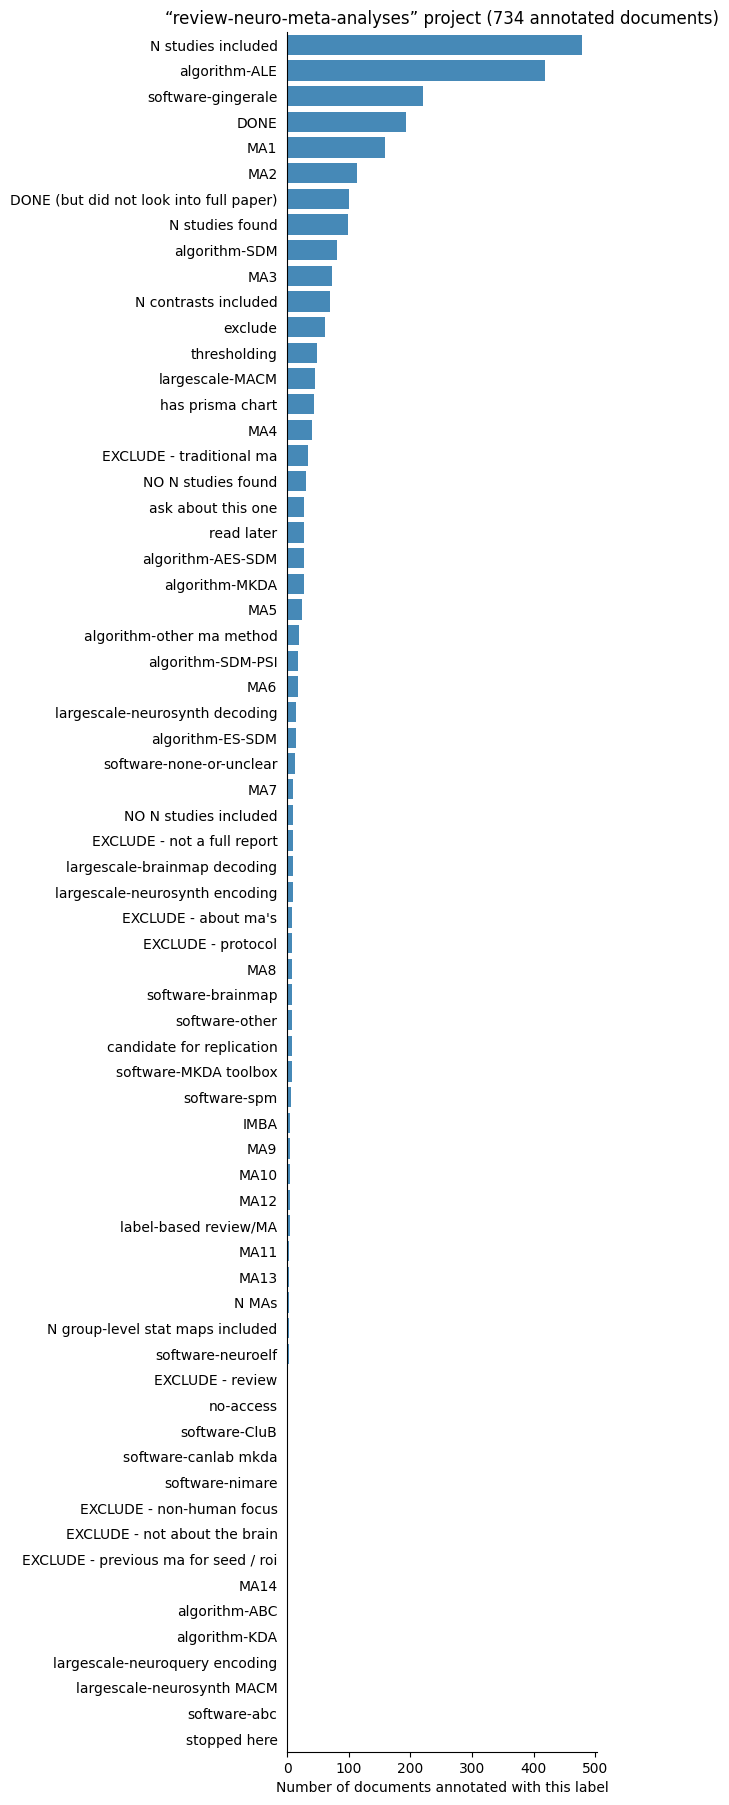 “review-neuro-meta-analyses” project (734 annotated documents)
N studies included
algorithm-ALE
software-gingerale
DONE
MA1
MA2
DONE (but did not look into full paper)
N studies found
algorithm-SDM
MA3
N contrasts included
exclude
thresholding
largescale-MACM
has prisma chart
MA4
EXCLUDE - traditional ma
NO N studies found
ask about this one
read later
algorithm-AES-SDM
algorithm-MKDA
MA5
algorithm-other ma method
algorithm-SDM-PSI
MA6
largescale-neurosynth decoding
algorithm-ES-SDM
software-none-or-unclear
MA7
NO N studies included
EXCLUDE - not a full report
largescale-brainmap decoding
largescale-neurosynth encoding
EXCLUDE - about ma's
EXCLUDE - protocol
MA8
software-brainmap
software-other
candidate for replication
software-MKDA toolbox
software-spm
IMBA
MA9
MA10
MA12
label-based review/MA
MA11
MA13
N MAs
N group-level stat maps included
software-neuroelf
EXCLUDE - review
no-access
software-CluB
software-canlab mkda
software-nimare
EXCLUDE - non-human focus
EXCLUDE - not about the brain
EXCLUDE - previous ma for seed / roi
MA14
algorithm-ABC
algorithm-KDA
largescale-neuroquery encoding
largescale-neurosynth MACM
software-abc
stopped here
0 100 200 300 400 500
Number of documents annotated with this label